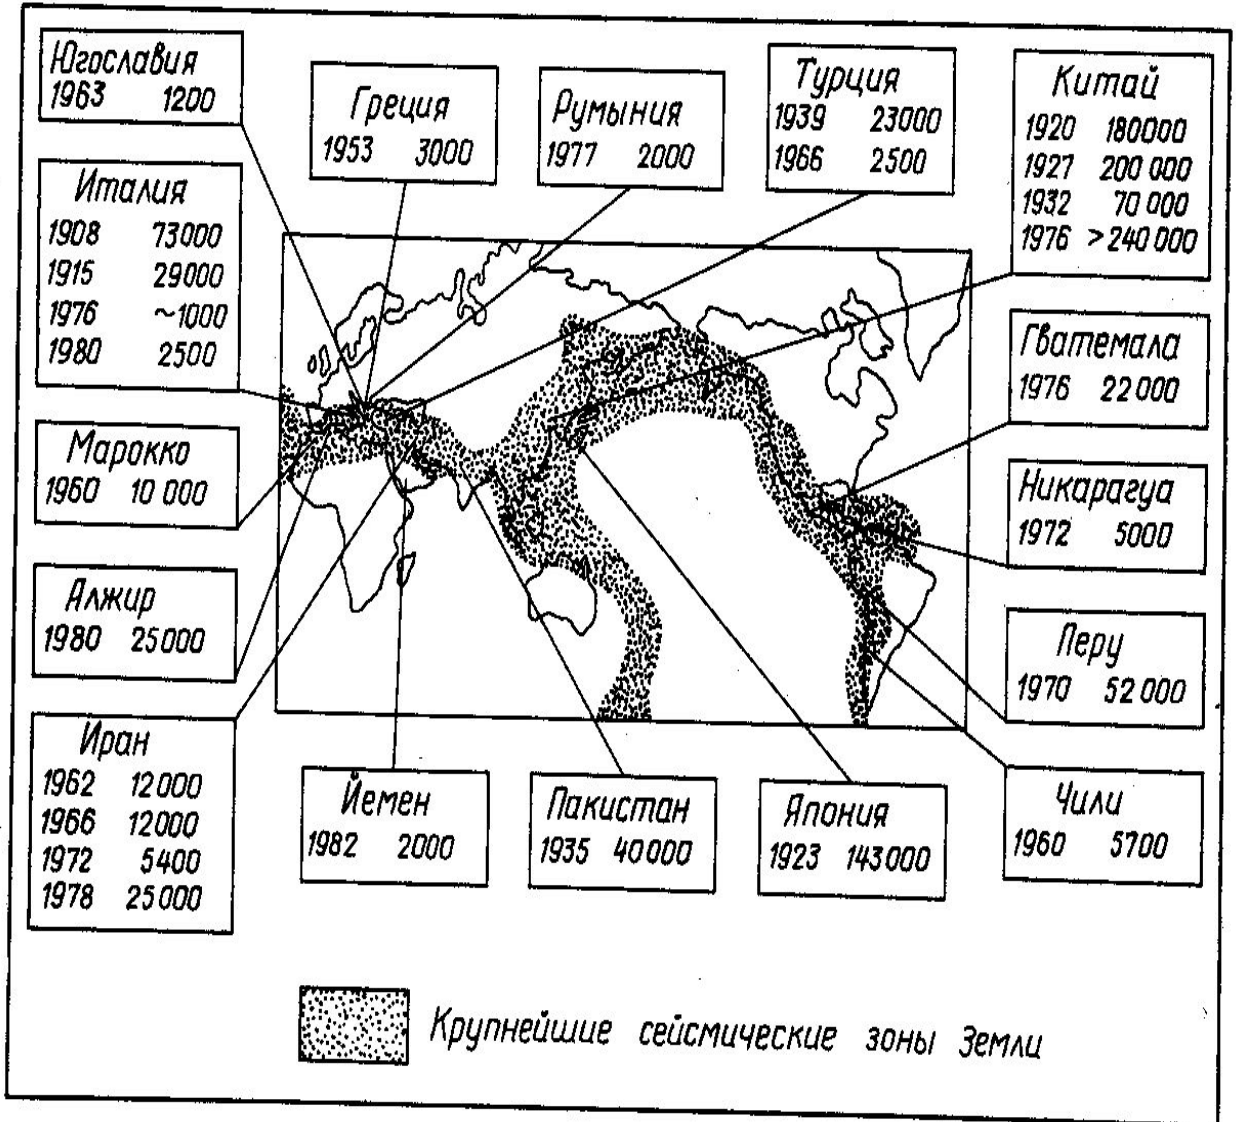 Югославия
1963 1200
Греция
1953 3000
Румыния
1977 2000
Турция
1939 23000
1966 2500
Китай
1920 180000
1927 200 000
1932 70 000
1976 >240 000
Италия
1908 73000
1915 29000
1976 ~1000
1980 2500
Гватемала
1976 22 000
Марокко
1960 10 000
Никарагуа
1972 5000
Алжир
1980 25000
Перу
1970 52 000
Иран
1962 12000
1966 12000
1972 5400
1978 25 000
Йемен
1982 2000
Пакистан
1935 40000
Япония
1923 143000
Чили
1960 5700
Крупнейшие сейсмические зоны Земли